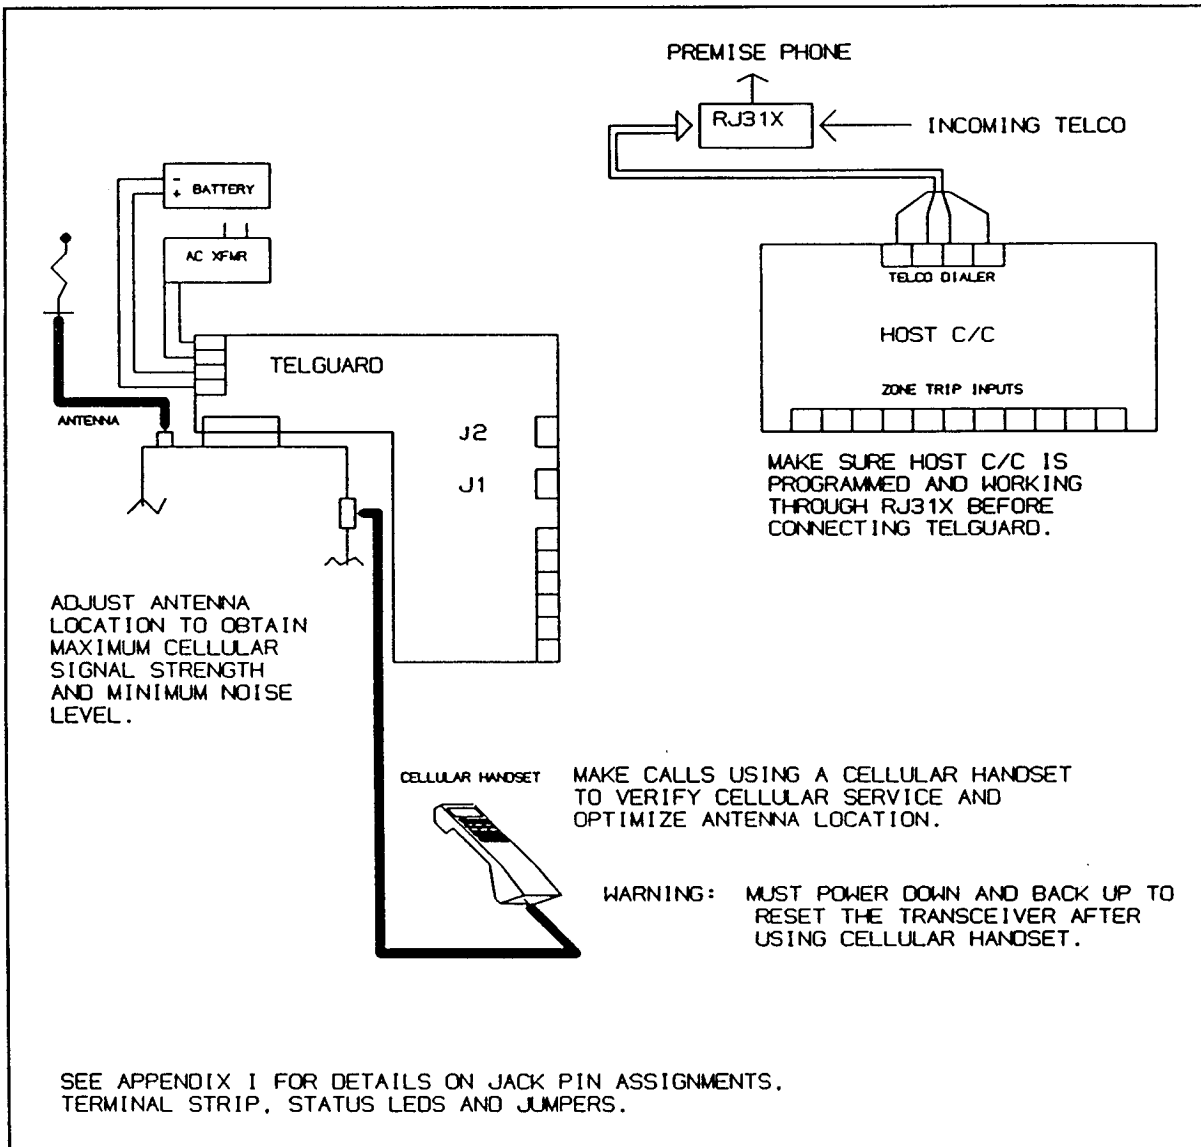 PREMISE PHONE
RJ31X
INCOMING TELCO
- BATTERY
+
AC XFMR
TELCO DIALER
HOST C/C
ZONE TRIP INPUTS
TELGUARD
ANTENNA
J2
J1
MAKE SURE HOST C/C IS
PROGRAMMED AND WORKING
THROUGH RJ31X BEFORE
CONNECTING TELGUARD.
ADJUST ANTENNA
LOCATION TO OBTAIN
MAXIMUM CELLULAR
SIGNAL STRENGTH
AND MINIMUM NOISE
LEVEL.
CELLULAR HANDSET
MAKE CALLS USING A CELLULAR HANDSET
TO VERIFY CELLULAR SERVICE AND
OPTIMIZE ANTENNA LOCATION.
WARNING: MUST POWER DOWN AND BACK UP TO
RESET THE TRANSCEIVER AFTER
USING CELLULAR HANDSET.
SEE APPENDIX I FOR DETAILS ON JACK PIN ASSIGNMENTS,
TERMINAL STRIP, STATUS LEDS AND JUMPERS.